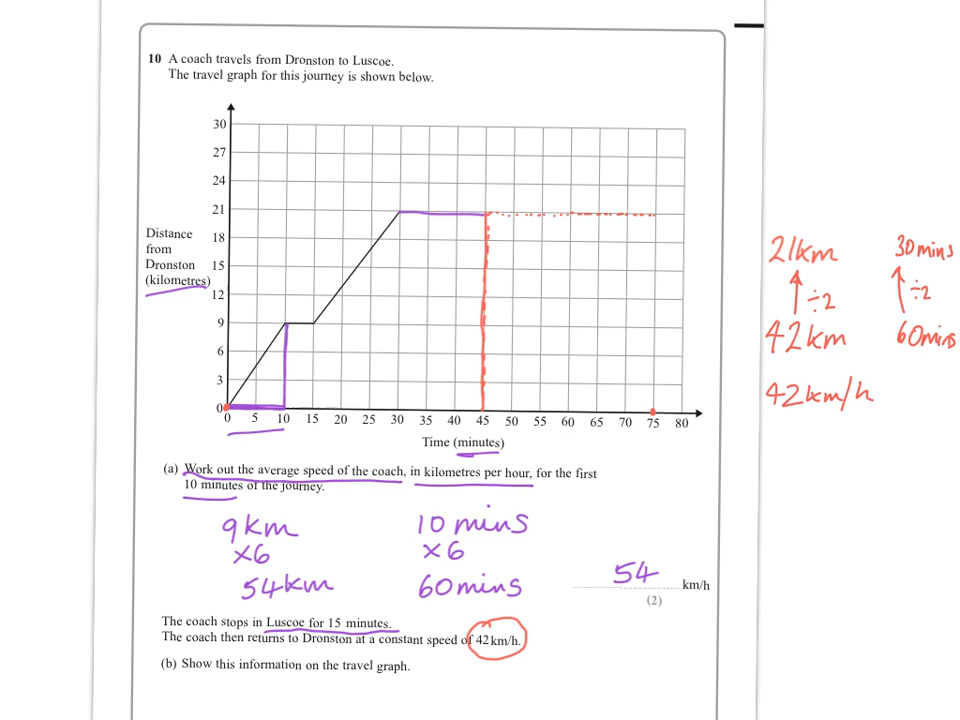 10 A coach travels from Dronston to Luscoe.
The travel graph for this journey is shown below.
30
27
24
21
Distance
from
Dronston
(kilometres)
18
15
12
9
6
3
0
0 5 10 15 20 25 30 35 40 45 50 55 60 65 70 75 80
Time (minutes)
21km 30mins
÷2 ÷2
42km 60mins
42km/h
(a) Work out the average speed of the coach, in kilometres per hour, for the first
10 minutes of the journey.
9km 10 mins
×6 ×6
54km 60mins
54 km/h
(2)
The coach stops in Luscoe for 15 minutes.
The coach then returns to Dronston at a constant speed of 42 km/h.
(b) Show this information on the travel graph.